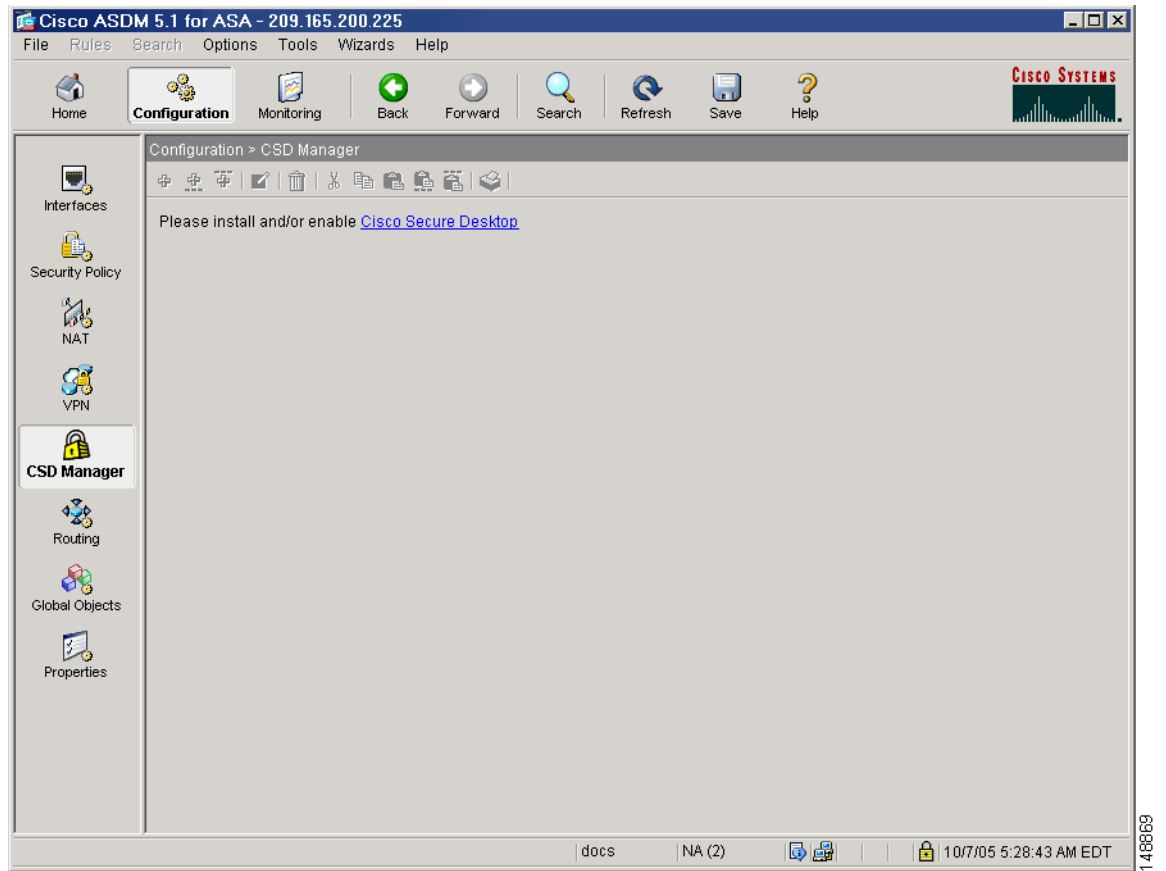 Cisco ASDM 5.1 for ASA - 209.165.200.225
File Rules Search Options Tools Wizards Help
Home Configuration Monitoring Back Forward Search Refresh Save Help
CISCO SYSTEMS
Configuration > CSD Manager
Interfaces
Please install and/or enable Cisco Secure Desktop
Security Policy
NAT
VPN
CSD Manager
Routing
Global Objects
Properties
docs NA (2) 10/7/05 5:28:43 AM EDT
148869